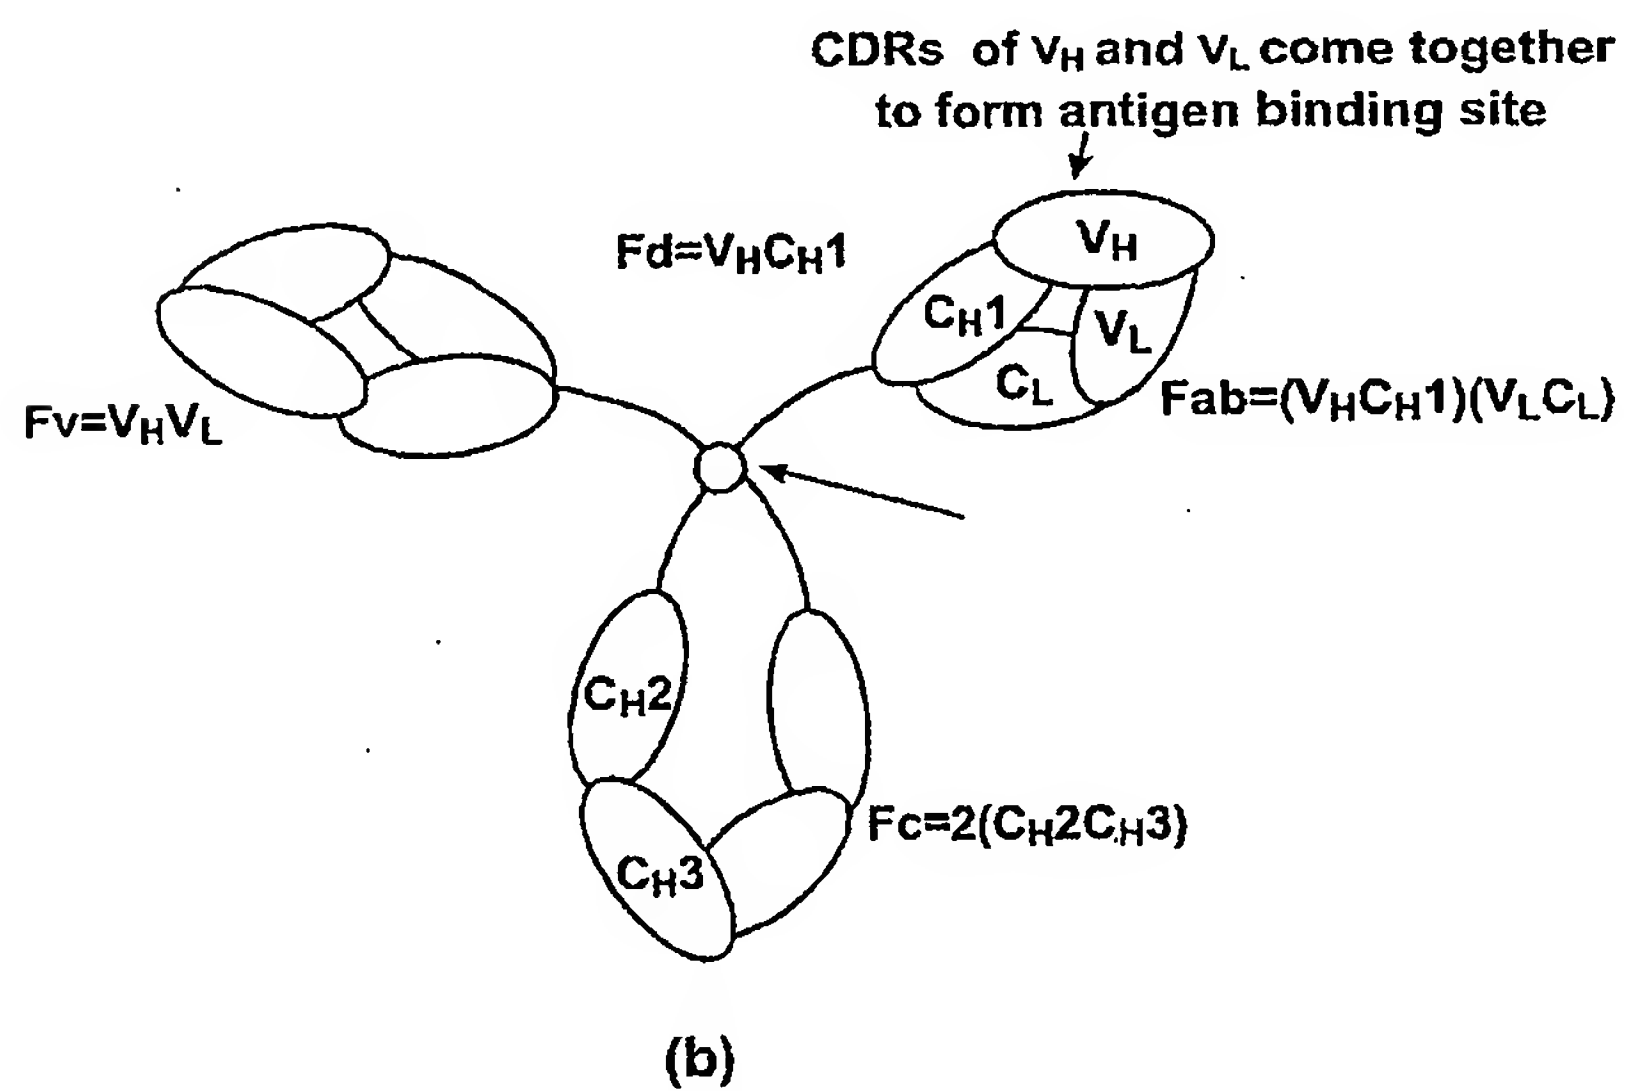 CDRs of VH and VL come together
to form antigen binding site
Fd=VHCH1
VH
CH1
VL
CL
Fab=(VHCH1)(VLCL)
Fv=VHVL
CH2
Fc=2(CH2CH3)
CH3
(b)